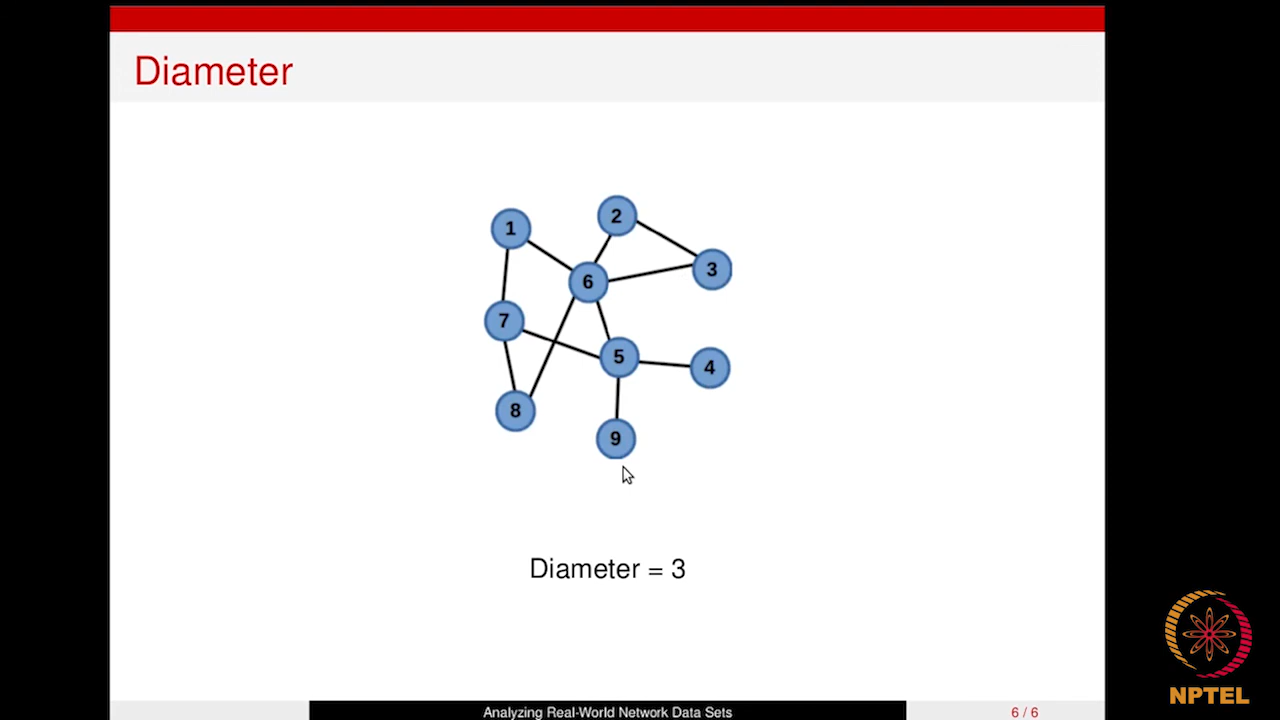 Diameter
1
2
3
6
7
5
4
8
9
Diameter = 3
NPTEL
Analyzing Real-World Network Data Sets
6 / 6